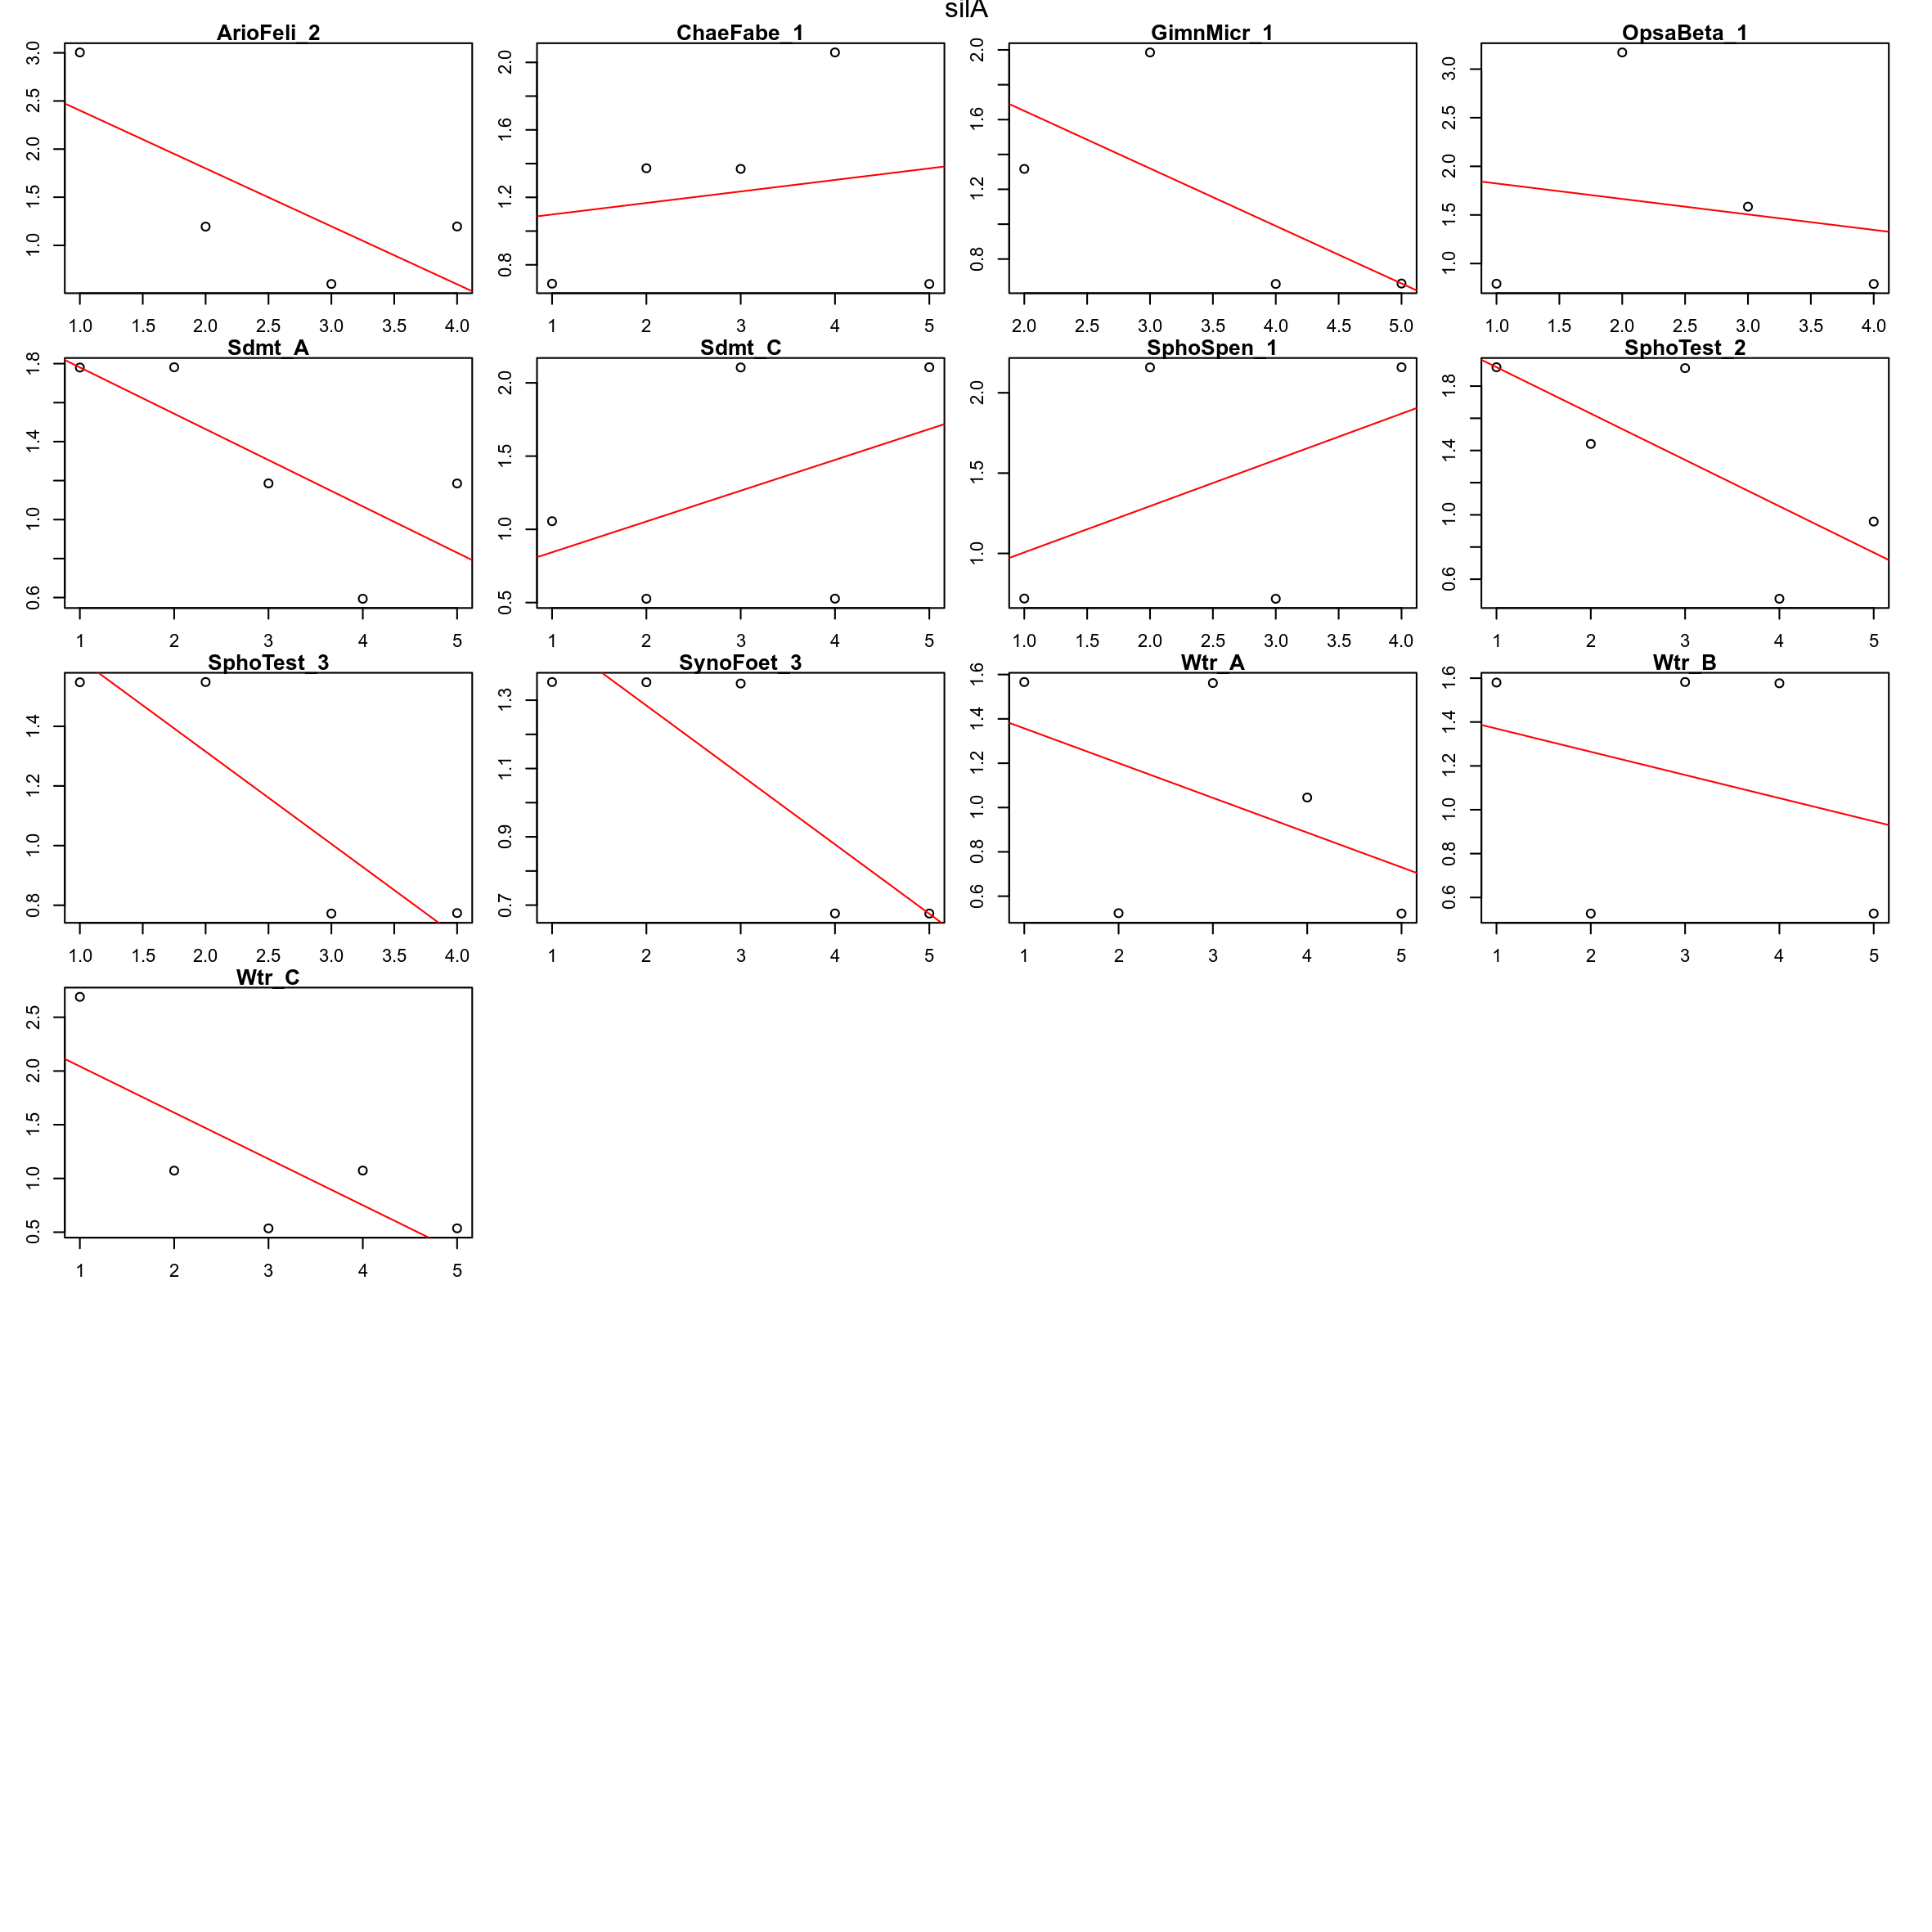 silA
ArioFeli_2 ChaeFabe_1 GimnMicr_1 OpsaBeta_1
3.0 2.5 2.0 1.5 1.0
2.0 1.6 1.2 0.8
2.0 1.6 1.2 0.8
3.0 2.5 2.0 1.5 1.0
1.0 1.5 2.0 2.5 3.0 3.5 4.0
1 2 3 4 5
2.0 2.5 3.0 3.5 4.0 4.5 5.0
1.0 1.5 2.0 2.5 3.0 3.5 4.0
Sdmt_A Sdmt_C SphoSpen_1 SphoTest_2
1.8 1.4 1.0 0.6
2.0 1.5 1.0 0.5
2.0 1.5 1.0
1.8 1.4 1.0 0.6
1 2 3 4 5
1 2 3 4 5
1.0 1.5 2.0 2.5 3.0 3.5 4.0
1 2 3 4 5
SphoTest_3 SynoFoet_3 Wtr_A Wtr_B
1.4 1.2 1.0 0.8
1.3 1.1 0.9 0.7
1.6 1.4 1.2 1.0 0.8 0.6
1.6 1.4 1.2 1.0 0.8 0.6
1.0 1.5 2.0 2.5 3.0 3.5 4.0
1 2 3 4 5
1 2 3 4 5
1 2 3 4 5
Wtr_C
2.5 2.0 1.5 1.0 0.5
1 2 3 4 5